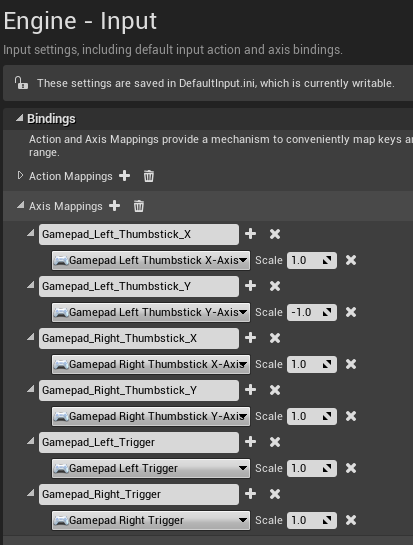 Engine - Input
Input settings, including default input action and axis bindings.
These settings are saved in DefaultInput.ini, which is currently writable.
Bindings
Action and Axis Mappings provide a mechanism to conveniently map keys a
range.
Action Mappings
Axis Mappings
Gamepad_Left_Thumbstick_X
Gamepad Left Thumbstick X-Axis Scale 1.0
Gamepad_Left_Thumbstick_Y
Gamepad Left Thumbstick Y-Axis Scale -1.0
Gamepad_Right_Thumbstick_X
Gamepad Right Thumbstick X-Axis Scale 1.0
Gamepad_Right_Thumbstick_Y
Gamepad Right Thumbstick Y-Axis Scale 1.0
Gamepad_Left_Trigger
Gamepad Left Trigger Scale 1.0
Gamepad_Right_Trigger
Gamepad Right Trigger Scale 1.0